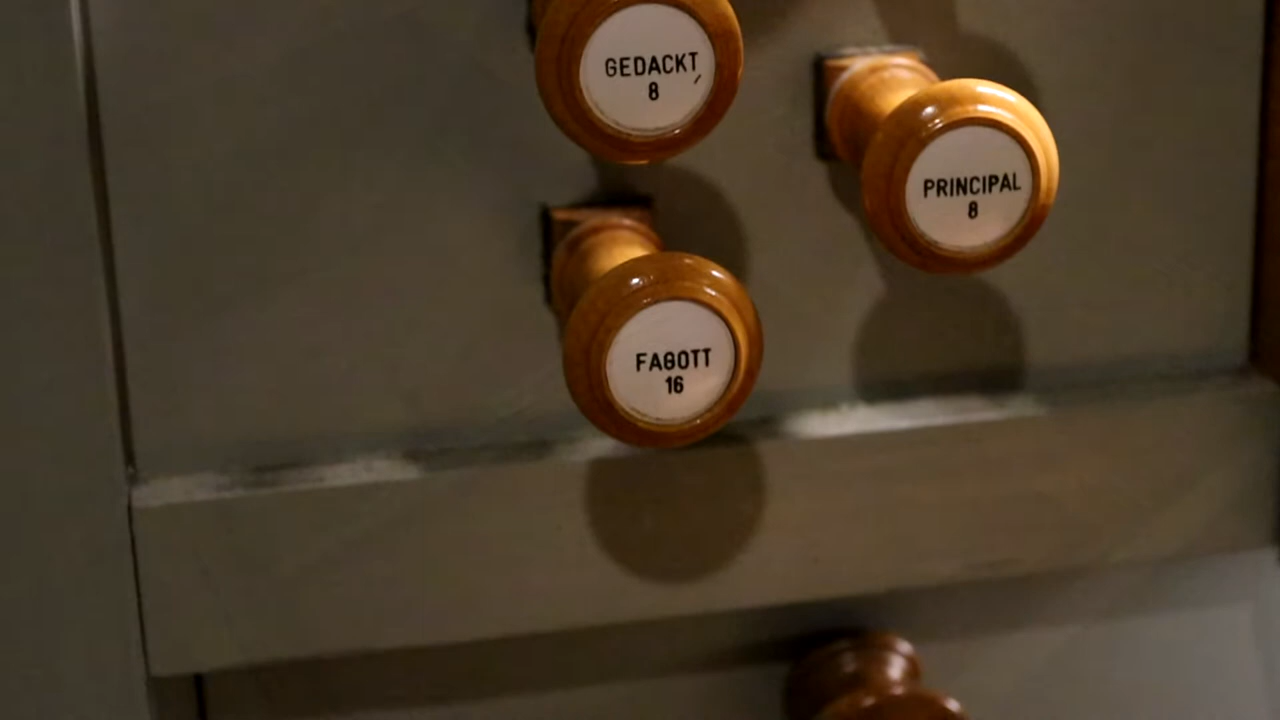 GEDACKT
8
PRINCIPAL
8
FAGOTT
16